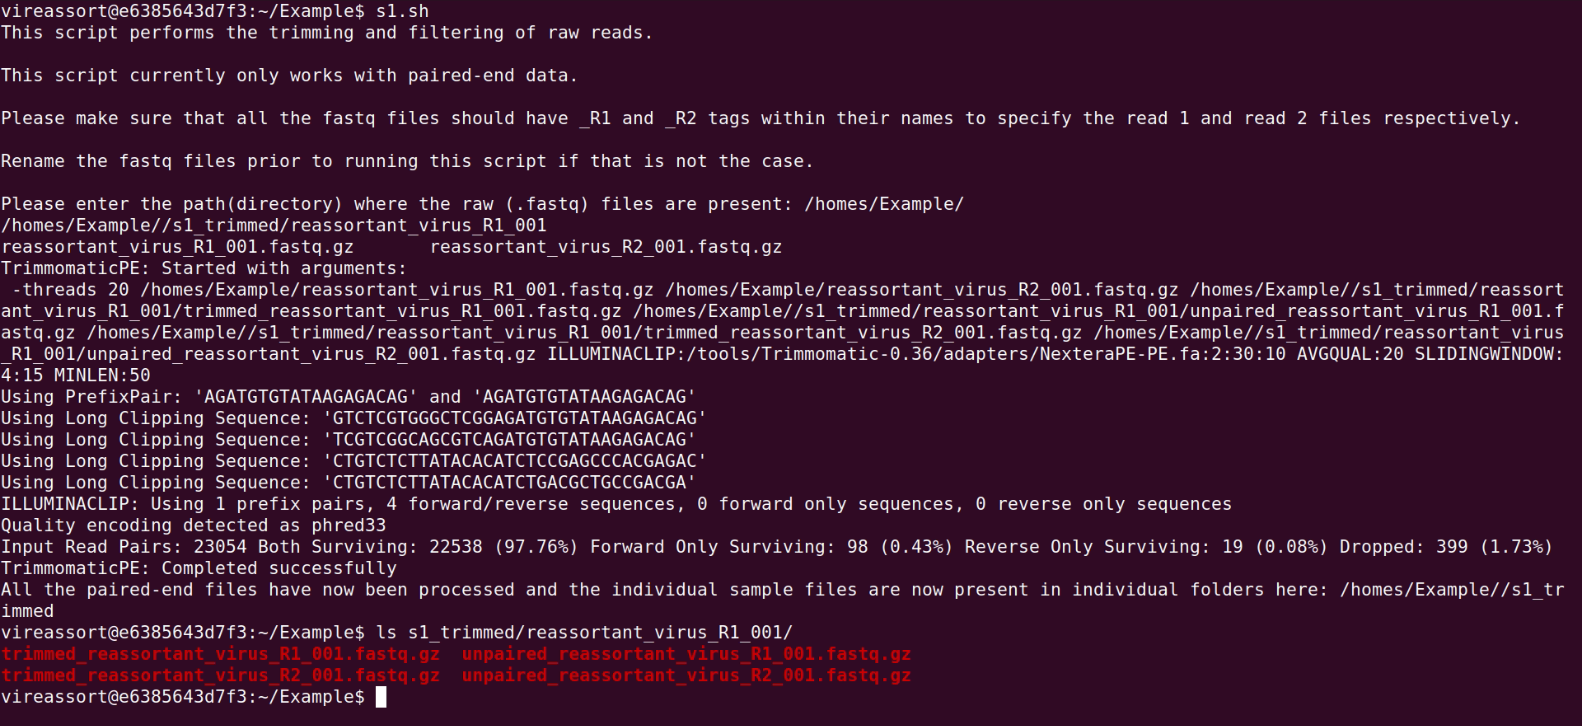 vireassort@e6385643d7f3:~/Example$ s1.sh
This script performs the trimming and filtering of raw reads.
This script currently only works with paired-end data.
Please make sure that all the fastq files should have _R1 and _R2 tags within their names to specify the read 1 and read 2 files respectively.
Rename the fastq files prior to running this script if that is not the case.
Please enter the path(directory) where the raw (.fastq) files are present: /homes/Example/
/homes/Example//s1_trimmed/reassortant_virus_R1_001
reassortant_virus_R1_001.fastq.gz       reassortant_virus_R2_001.fastq.gz
TrimmomaticPE: Started with arguments:
 -threads 20 /homes/Example/reassortant_virus_R1_001.fastq.gz /homes/Example/reassortant_virus_R2_001.fastq.gz /homes/Example//s1_trimmed/reassort
ant_virus_R1_001/trimmed_reassortant_virus_R1_001.fastq.gz /homes/Example//s1_trimmed/reassortant_virus_R1_001/unpaired_reassortant_virus_R1_001.f
astq.gz /homes/Example//s1_trimmed/reassortant_virus_R1_001/trimmed_reassortant_virus_R2_001.fastq.gz /homes/Example//s1_trimmed/reassortant_virus
_R1_001/unpaired_reassortant_virus_R2_001.fastq.gz ILLUMINACLIP:/tools/Trimmomatic-0.36/adapters/NexteraPE-PE.fa:2:30:10 AVGQUAL:20 SLIDINGWINDOW:
4:15 MINLEN:50
Using PrefixPair: 'AGATGTGTATAAGAGACAG' and 'AGATGTGTATAAGAGACAG'
Using Long Clipping Sequence: 'GTCTCGTGGGCTCGGAGATGTGTATAAGAGACAG'
Using Long Clipping Sequence: 'TCGTCGGCAGCGTCAGATGTGTATAAGAGACAG'
Using Long Clipping Sequence: 'CTGTCTCTTATACACATCTCCGAGCCCACGAGAC'
Using Long Clipping Sequence: 'CTGTCTCTTATACACATCTGACGCTGCCGACGA'
ILLUMINACLIP: Using 1 prefix pairs, 4 forward/reverse sequences, 0 forward only sequences, 0 reverse only sequences
Quality encoding detected as phred33
Input Read Pairs: 23054 Both Surviving: 22538 (97.76%) Forward Only Surviving: 98 (0.43%) Reverse Only Surviving: 19 (0.08%) Dropped: 399 (1.73%)
TrimmomaticPE: Completed successfully
All the paired-end files have now been processed and the individual sample files are now present in individual folders here: /homes/Example//s1_tr
immed
vireassort@e6385643d7f3:~/Example$ ls s1_trimmed/reassortant_virus_R1_001/
trimmed_reassortant_virus_R1_001.fastq.gz  unpaired_reassortant_virus_R1_001.fastq.gz
trimmed_reassortant_virus_R2_001.fastq.gz  unpaired_reassortant_virus_R2_001.fastq.gz
vireassort@e6385643d7f3:~/Example$